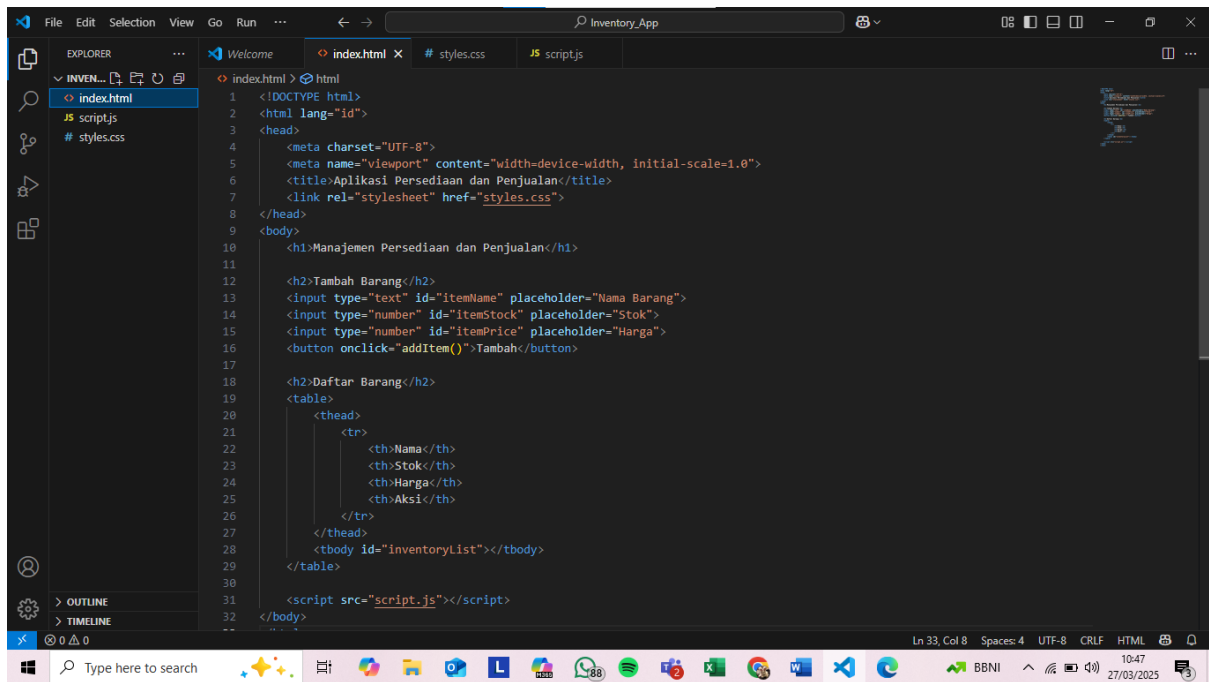 File Edit Selection View Go Run ··· Inventory_App
EXPLORER ···
INVEN...
index.html
script.js
styles.css
OUTLINE
TIMELINE
Welcome index.html styles.css script.js
index.html > html
1 <!DOCTYPE html>
2 <html lang="id">
3 <head>
4 <meta charset="UTF-8">
5 <meta name="viewport" content="width=device-width, initial-scale=1.0">
6 <title>Aplikasi Persediaan dan Penjualan</title>
7 <link rel="stylesheet" href="styles.css">
8 </head>
9 <body>
10 <h1>Manajemen Persediaan dan Penjualan</h1>
11
12 <h2>Tambah Barang</h2>
13 <input type="text" id="itemName" placeholder="Nama Barang">
14 <input type="number" id="itemStock" placeholder="Stok">
15 <input type="number" id="itemPrice" placeholder="Harga">
16 <button onclick="addItem()">Tambah</button>
17
18 <h2>Daftar Barang</h2>
19 <table>
20 <thead>
21 <tr>
22 <th>Nama</th>
23 <th>Stok</th>
24 <th>Harga</th>
25 <th>Aksi</th>
26 </tr>
27 </thead>
28 <tbody id="inventoryList"></tbody>
29 </table>
30
31 <script src="script.js"></script>
32 </body>
0 0 Ln 33, Col 8 Spaces: 4 UTF-8 CRLF HTML
Type here to search 88 2 BBNI 10:47
27/03/2025 3